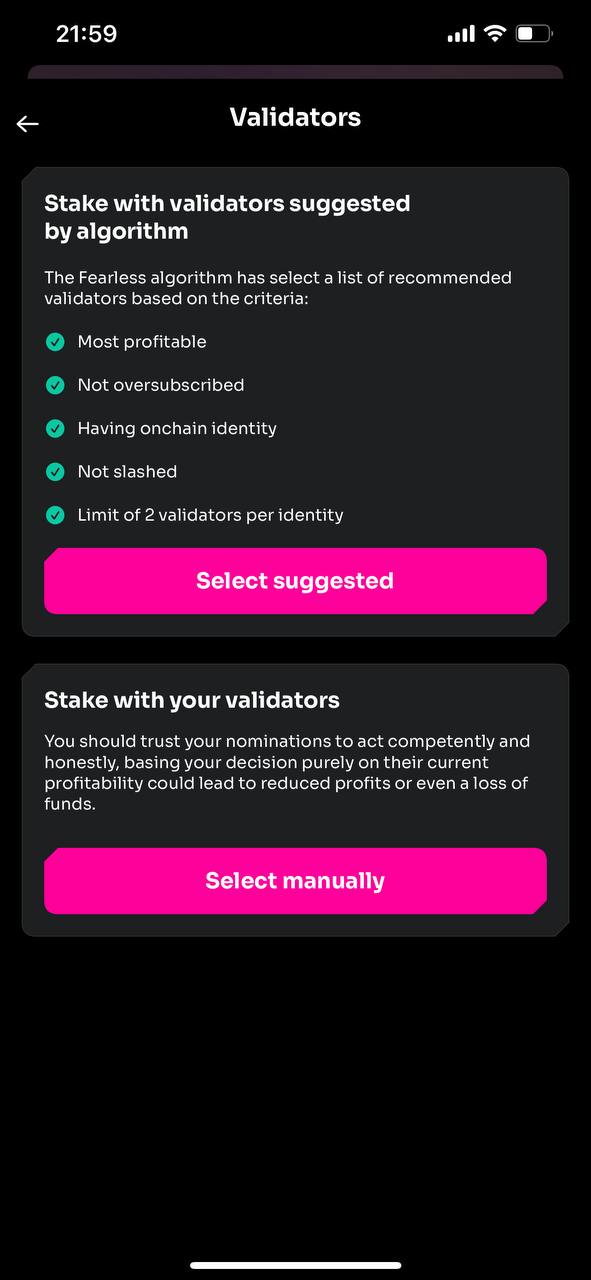 21:59
Validators
Stake with validators suggested
by algorithm
The Fearless algorithm has select a list of recommended
validators based on the criteria:
Most profitable
Not oversubscribed
Having onchain identity
Not slashed
Limit of 2 validators per identity
Select suggested
Stake with your validators
You should trust your nominations to act competently and
honestly, basing your decision purely on their current
profitability could lead to reduced profits or even a loss of
funds.
Select manually